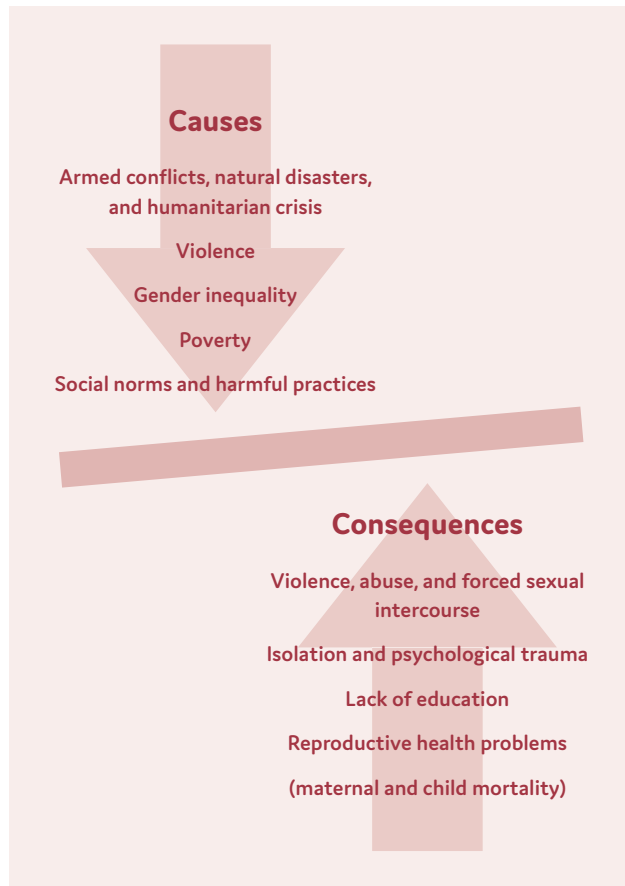 Causes
Armed conflicts, natural disasters,
and humanitarian crisis
Violence
Gender inequality
Poverty
Social norms and harmful practices
Consequences
Violence, abuse, and forced sexual
intercourse
Isolation and psychological trauma
Lack of education
Reproductive health problems
(maternal and child mortality)